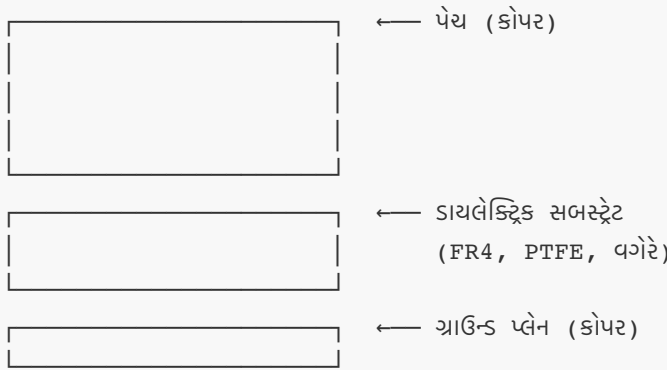 પેચ (કોપર)
ડાયલેક્ટ્રિક સબસ્ટ્રેટ
(FR4, PTFE, વગેરે)
ગ્રાઉન્ડ પ્લેન (કોપર)